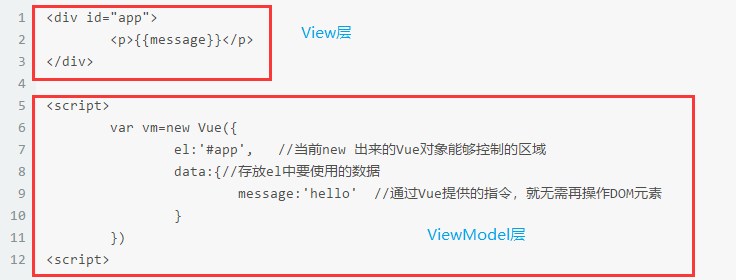 1 <div id="app">
2 <p>{{message}}</p>
3 </div>
View层
4
5 <script>
6 var vm=new Vue({
7 el:'#app', //当前new 出来的Vue对象能够控制的区域
8 data:{//存放el中要使用的数据
9 message:'hello' //通过Vue提供的指令，就无需再操作DOM元素
10 }
11 })
ViewModel层
12 <script>